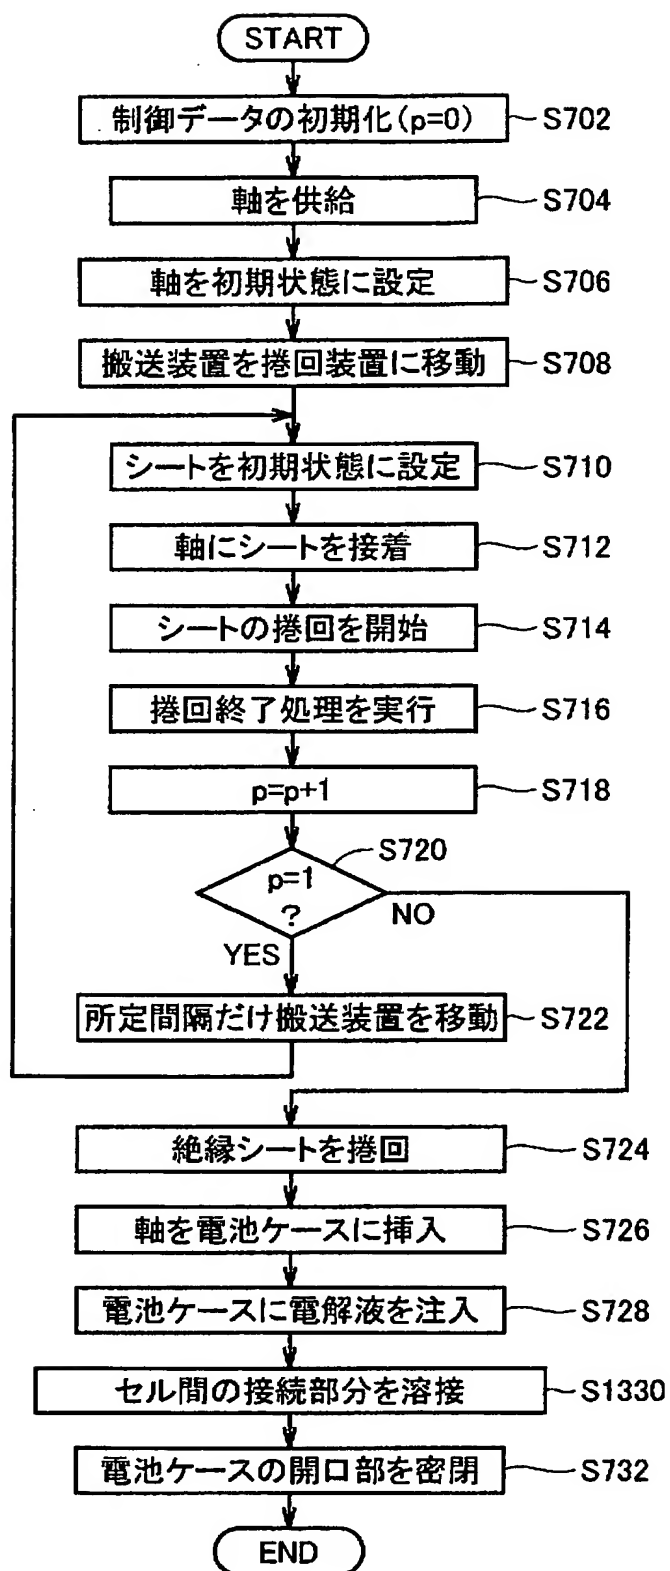 START
制御データの初期化(p=0) S702
軸を供給 S704
軸を初期状態に設定 S706
搬送装置を捲回装置に移動 S708
シートを初期状態に設定 S710
軸にシートを接着 S712
シートの捲回を開始 S714
捲回終了処理を実行 S716
p=p+1 S718
S720
p=1
?
NO
YES
所定間隔だけ搬送装置を移動 S722
絶縁シートを捲回 S724
軸を電池ケースに挿入 S726
電池ケースに電解液を注入 S728
セル間の接続部分を溶接 S1330
電池ケースの開口部を密閉 S732
END